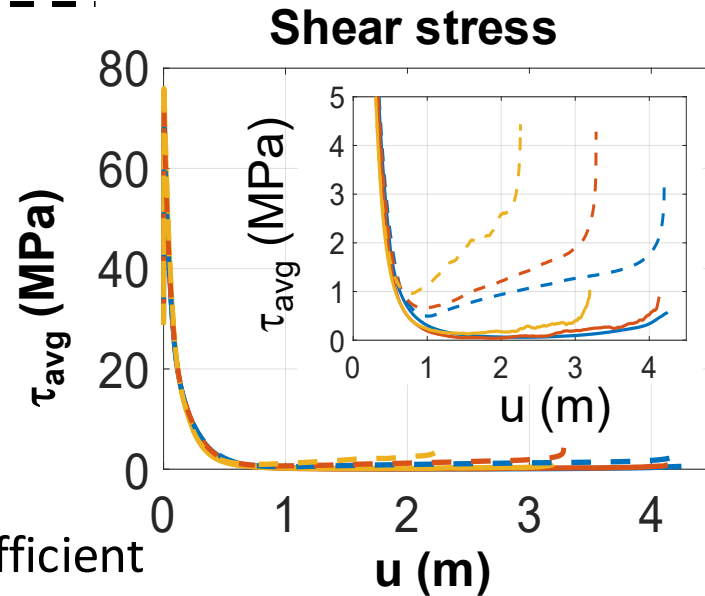 Shear stress
τavg (MPa)
80
60
40
20
0
0 1 2 3 4
u (m)
τavg (MPa)
5
4
3
2
1
0
0 1 2 3 4
u (m)
fficient